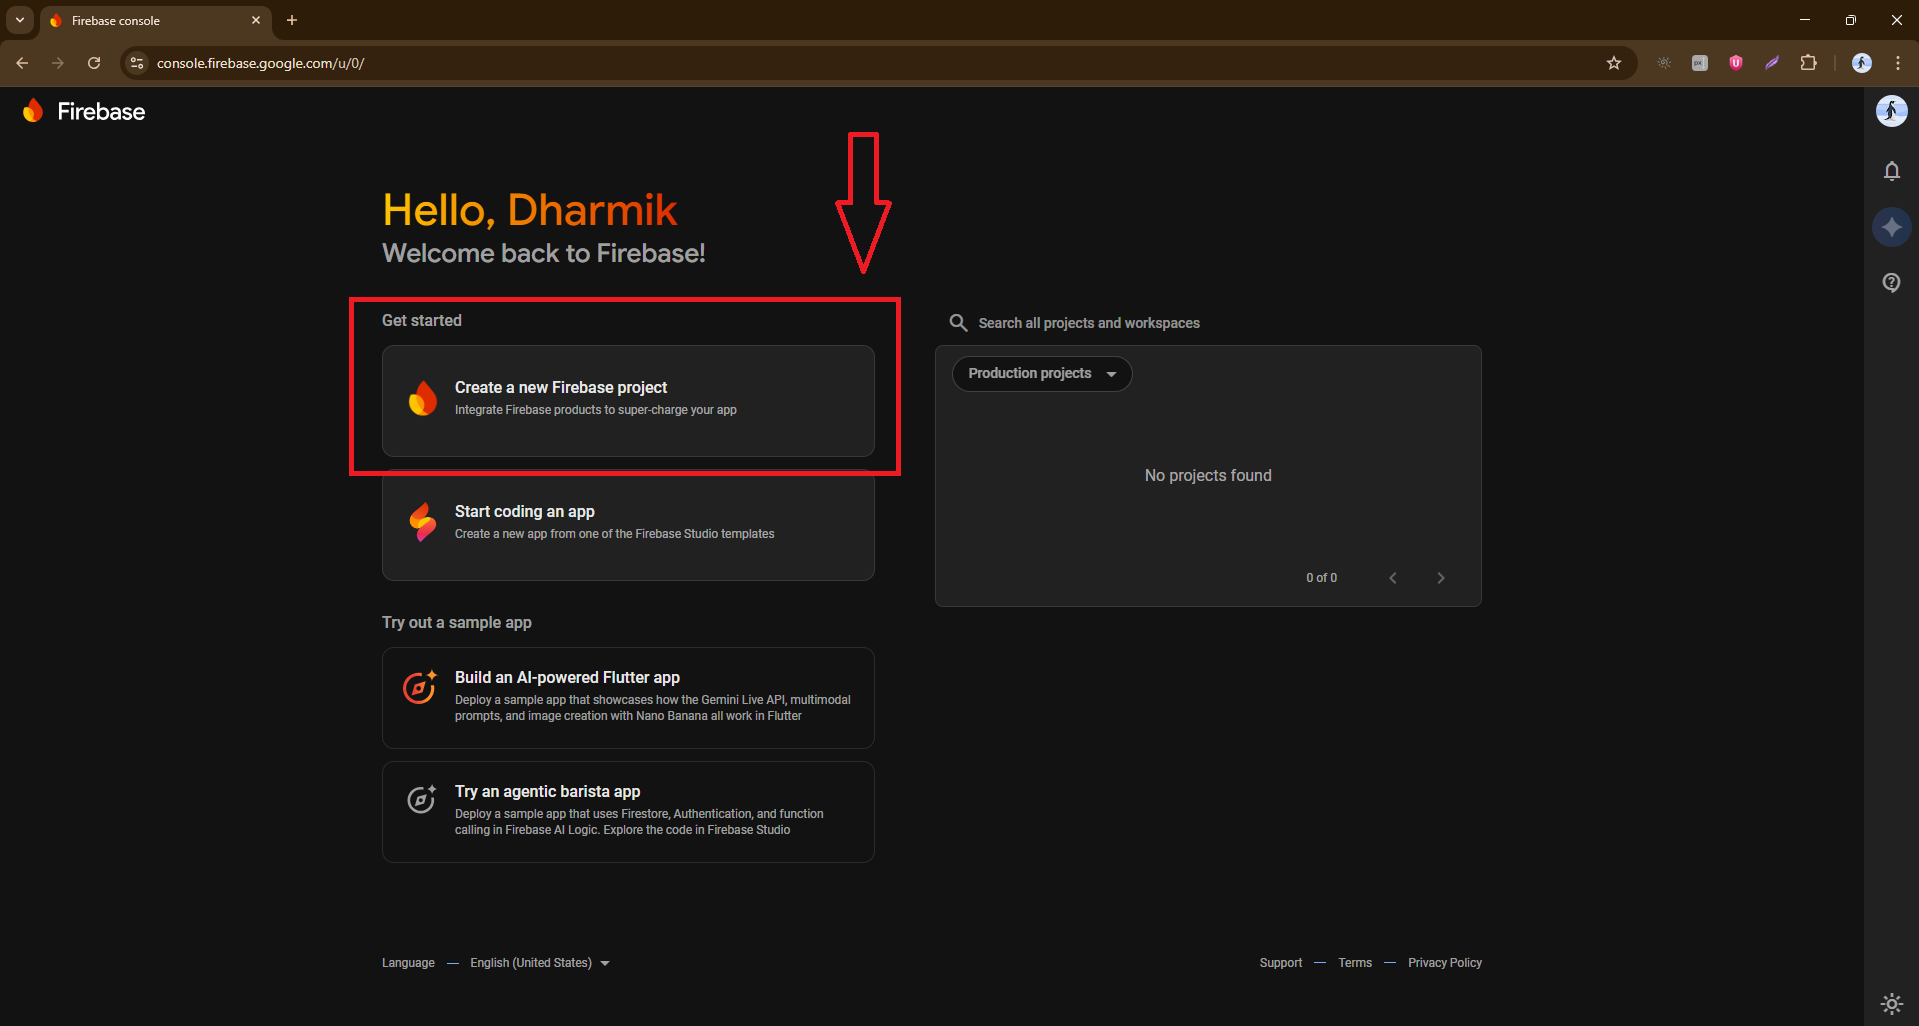 Firebase console
console.firebase.google.com/u/0/
Firebase
Hello, Dharmik
Welcome back to Firebase!
Get started
Create a new Firebase project
Integrate Firebase products to super-charge your app
Start coding an app
Create a new app from one of the Firebase Studio templates
Try out a sample app
Build an AI-powered Flutter app
Deploy a sample app that showcases how the Gemini Live API, multimodal
prompts, and image creation with Nano Banana all work in Flutter
Try an agentic barista app
Deploy a sample app that uses Firestore, Authentication, and function
calling in Firebase AI Logic. Explore the code in Firebase Studio
Search all projects and workspaces
Production projects
No projects found
0 of 0
Language — English (United States)
Support — Terms — Privacy Policy